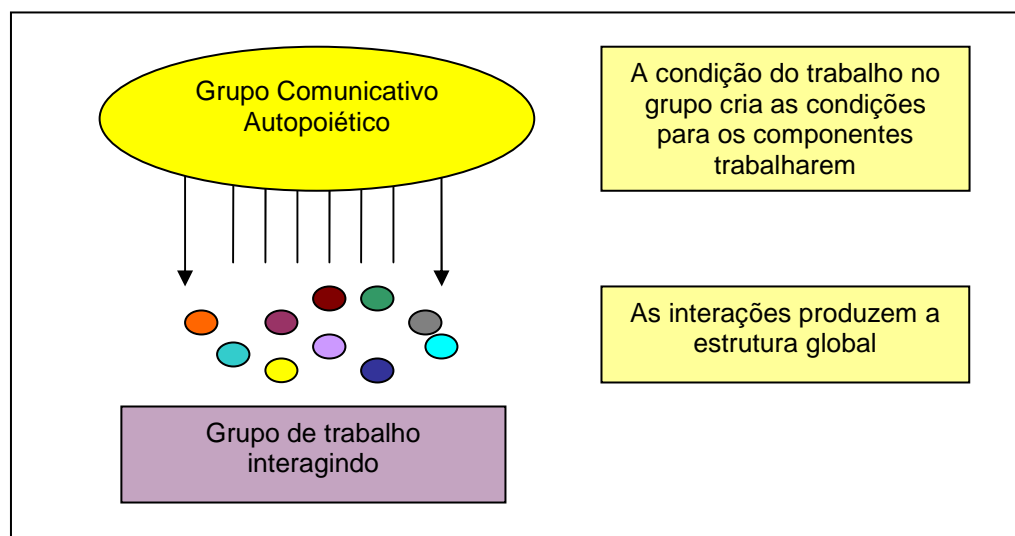 Grupo Comunicativo
Autopoiético
A condição do trabalho no
grupo cria as condições
para os componentes
trabalharem
As interações produzem a
estrutura global
Grupo de trabalho
interagindo